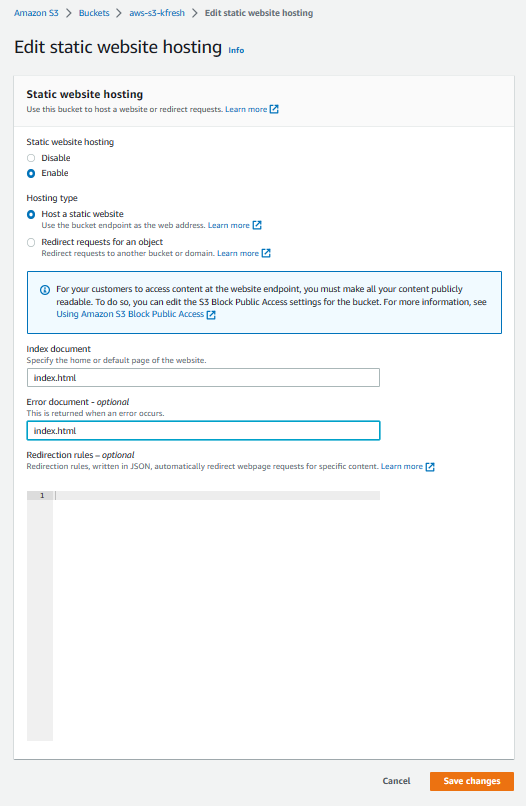 Amazon S3 > Buckets > aws-s3-kfresh > Edit static website hosting
Edit static website hosting Info
Static website hosting
Use this bucket to host a website or redirect requests. Learn more
Static website hosting
Disable
Enable
Hosting type
Host a static website
Use the bucket endpoint as the web address. Learn more
Redirect requests for an object
Redirect requests to another bucket or domain. Learn more
For your customers to access content at the website endpoint, you must make all your content publicly
readable. To do so, you can edit the S3 Block Public Access settings for the bucket. For more information, see
Using Amazon S3 Block Public Access
Index document
Specify the home or default page of the website.
index.html
Error document - optional
This is returned when an error occurs.
index.html
Redirection rules – optional
Redirection rules, written in JSON, automatically redirect webpage requests for specific content. Learn more
1
Cancel Save changes